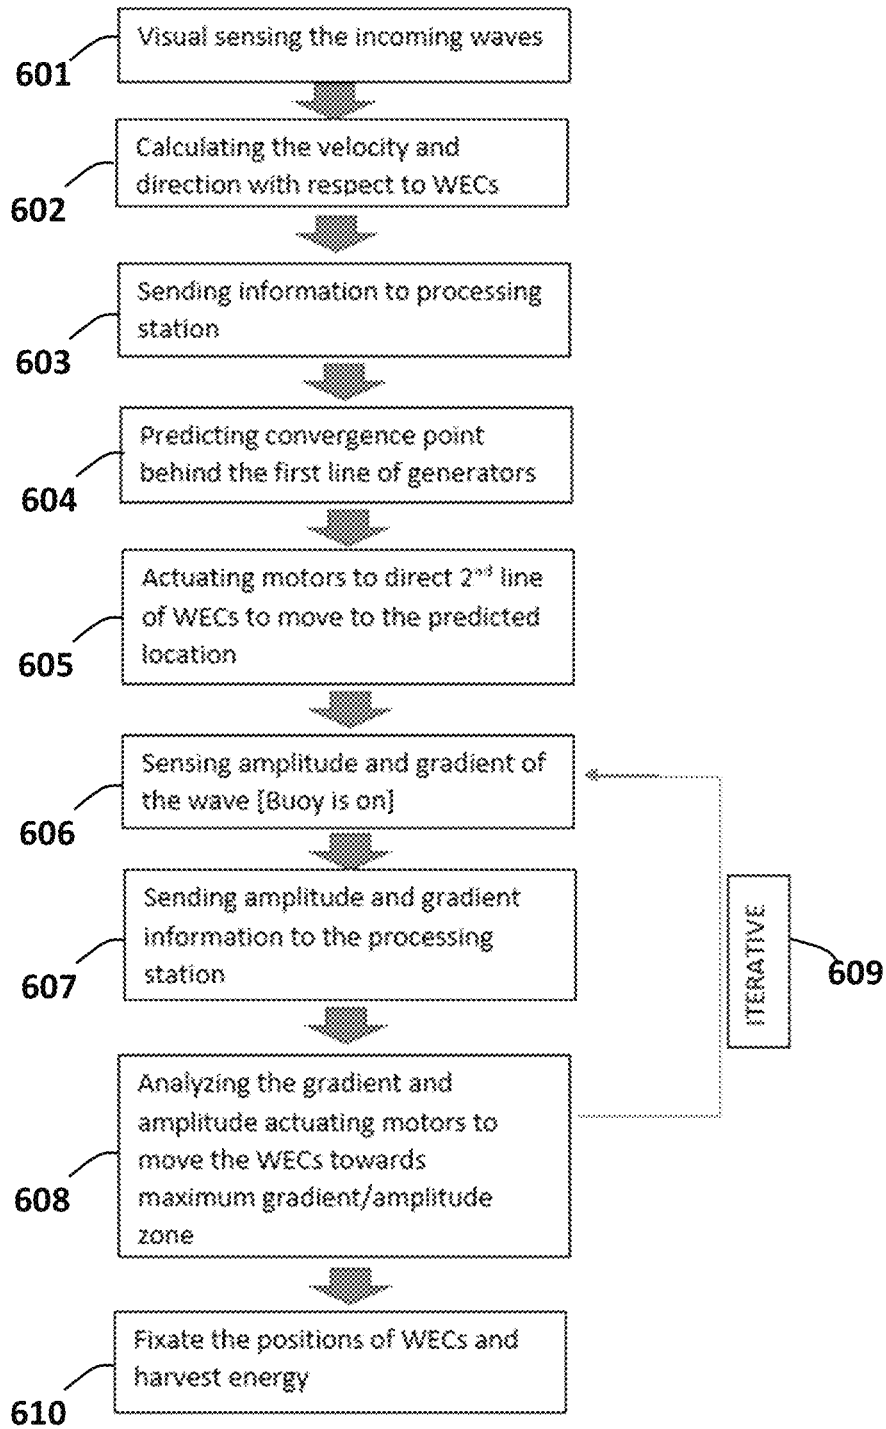 Visual sensing the incoming waves
601
Calculating the velocity and
direction with respect to WECs
602
Sending information to processing
station
603
Predicting convergence point
behind the first line of generators
604
Actuating motors to direct 2nd line
of WECs to move to the predicted
location
605
Sensing amplitude and gradient of
the wave [Buoy is on]
606
Sending amplitude and gradient
information to the processing
station
607
ITERATIVE
609
Analyzing the gradient and
amplitude actuating motors to
move the WECs towards
maximum gradient/amplitude
zone
608
Fixate the positions of WECs and
harvest energy
610